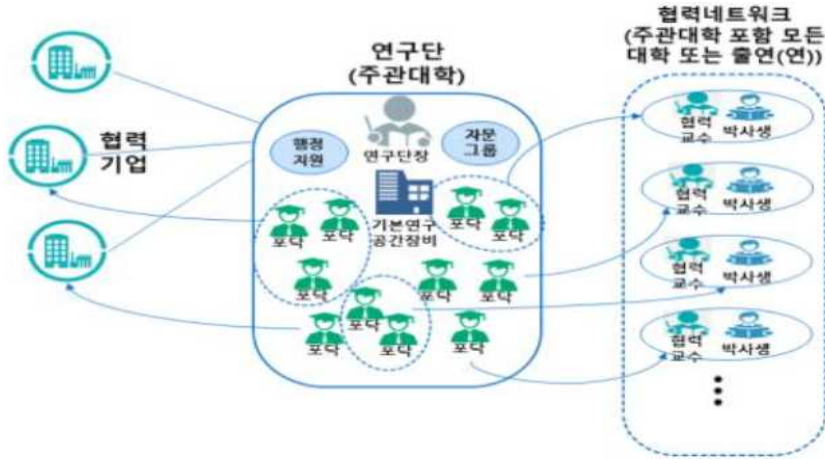 협력네트워크
(주관대학 포함 모든
대학 또는 출연(연))
연구단
(주관대학)
협력
기업
행정
지원
연구단장
자문
그룹
기본연구
공간장비
포닥
포닥
포닥
포닥
포닥
포닥
포닥
포닥
포닥
포닥
포닥
포닥
협력
교수
박사생
협력
교수
박사생
협력
교수
박사생
협력
교수
박사생